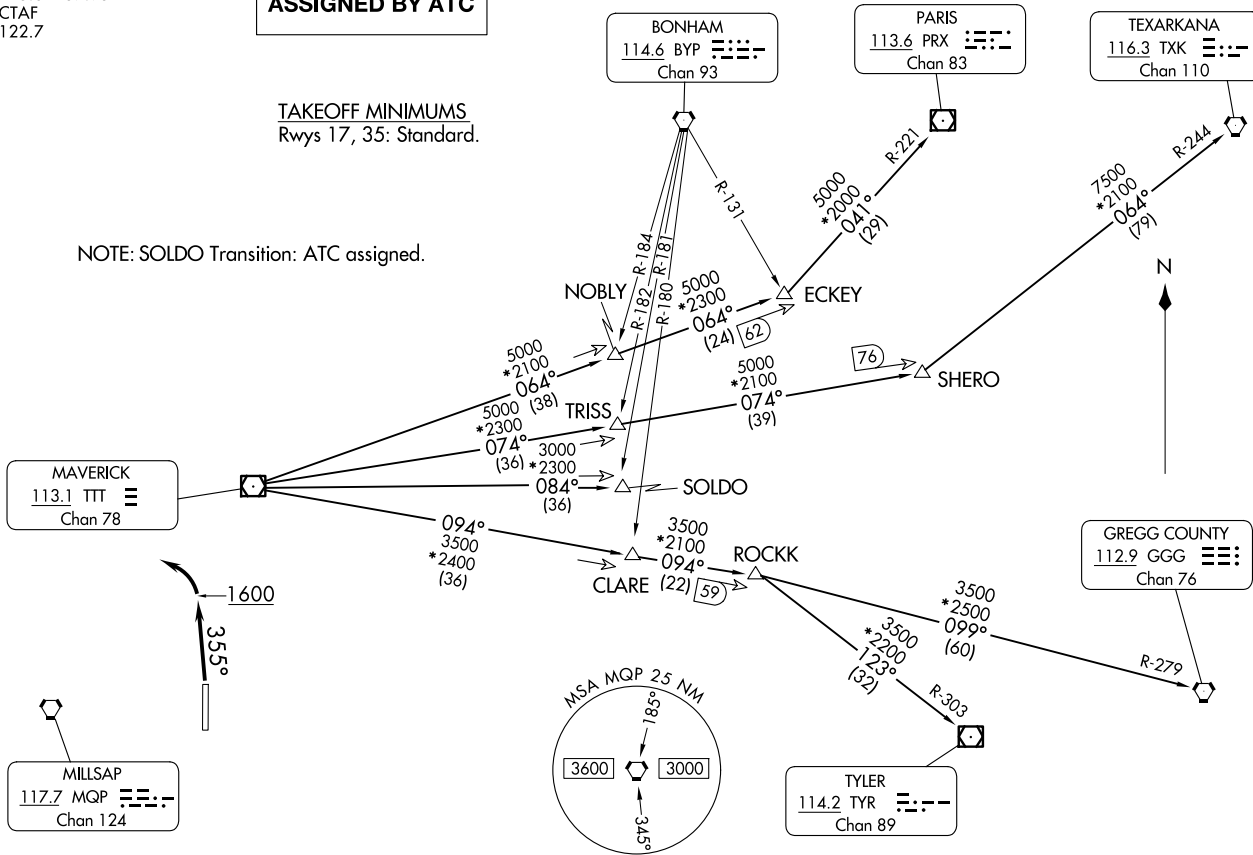 CTAF
122.7
ASSIGNED BY ATC
TAKEOFF MINIMUMS
Rwys 17, 35: Standard.
NOTE: SOLDO Transition: ATC assigned.
BONHAM
114.6 BYP
Chan 93
PARIS
113.6 PRX
Chan 83
TEXARKANA
116.3 TXK
Chan 110
R-221
R-244
R-131
R-184
R-181
R-182
R-180
5000
*2000
041°
(29)
7500
*2100
064°
(79)
N
NOBLY
5000
*2300
064°
(24)
62
ECKEY
5000
*2100
064°
(38)
76
SHERO
5000
*2100
074°
(39)
TRISS
5000
*2300
074°
(36)
3000
*2300
084°
(36)
SOLDO
MAVERICK
113.1 TTT
Chan 78
094°
3500
*2400
(36)
CLARE
3500
*2100
094°
(22)
59
ROCKK
GREGG COUNTY
112.9 GGG
Chan 76
3500
*2500
099°
(60)
R-279
3500
*2200
123°
(32)
R-303
1600
355°
MSA MQP 25 NM
185°
3600
3000
345°
MILLSAP
117.7 MQP
Chan 124
TYLER
114.2 TYR
Chan 89